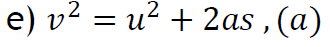 e) v² = u² + 2as , (a)